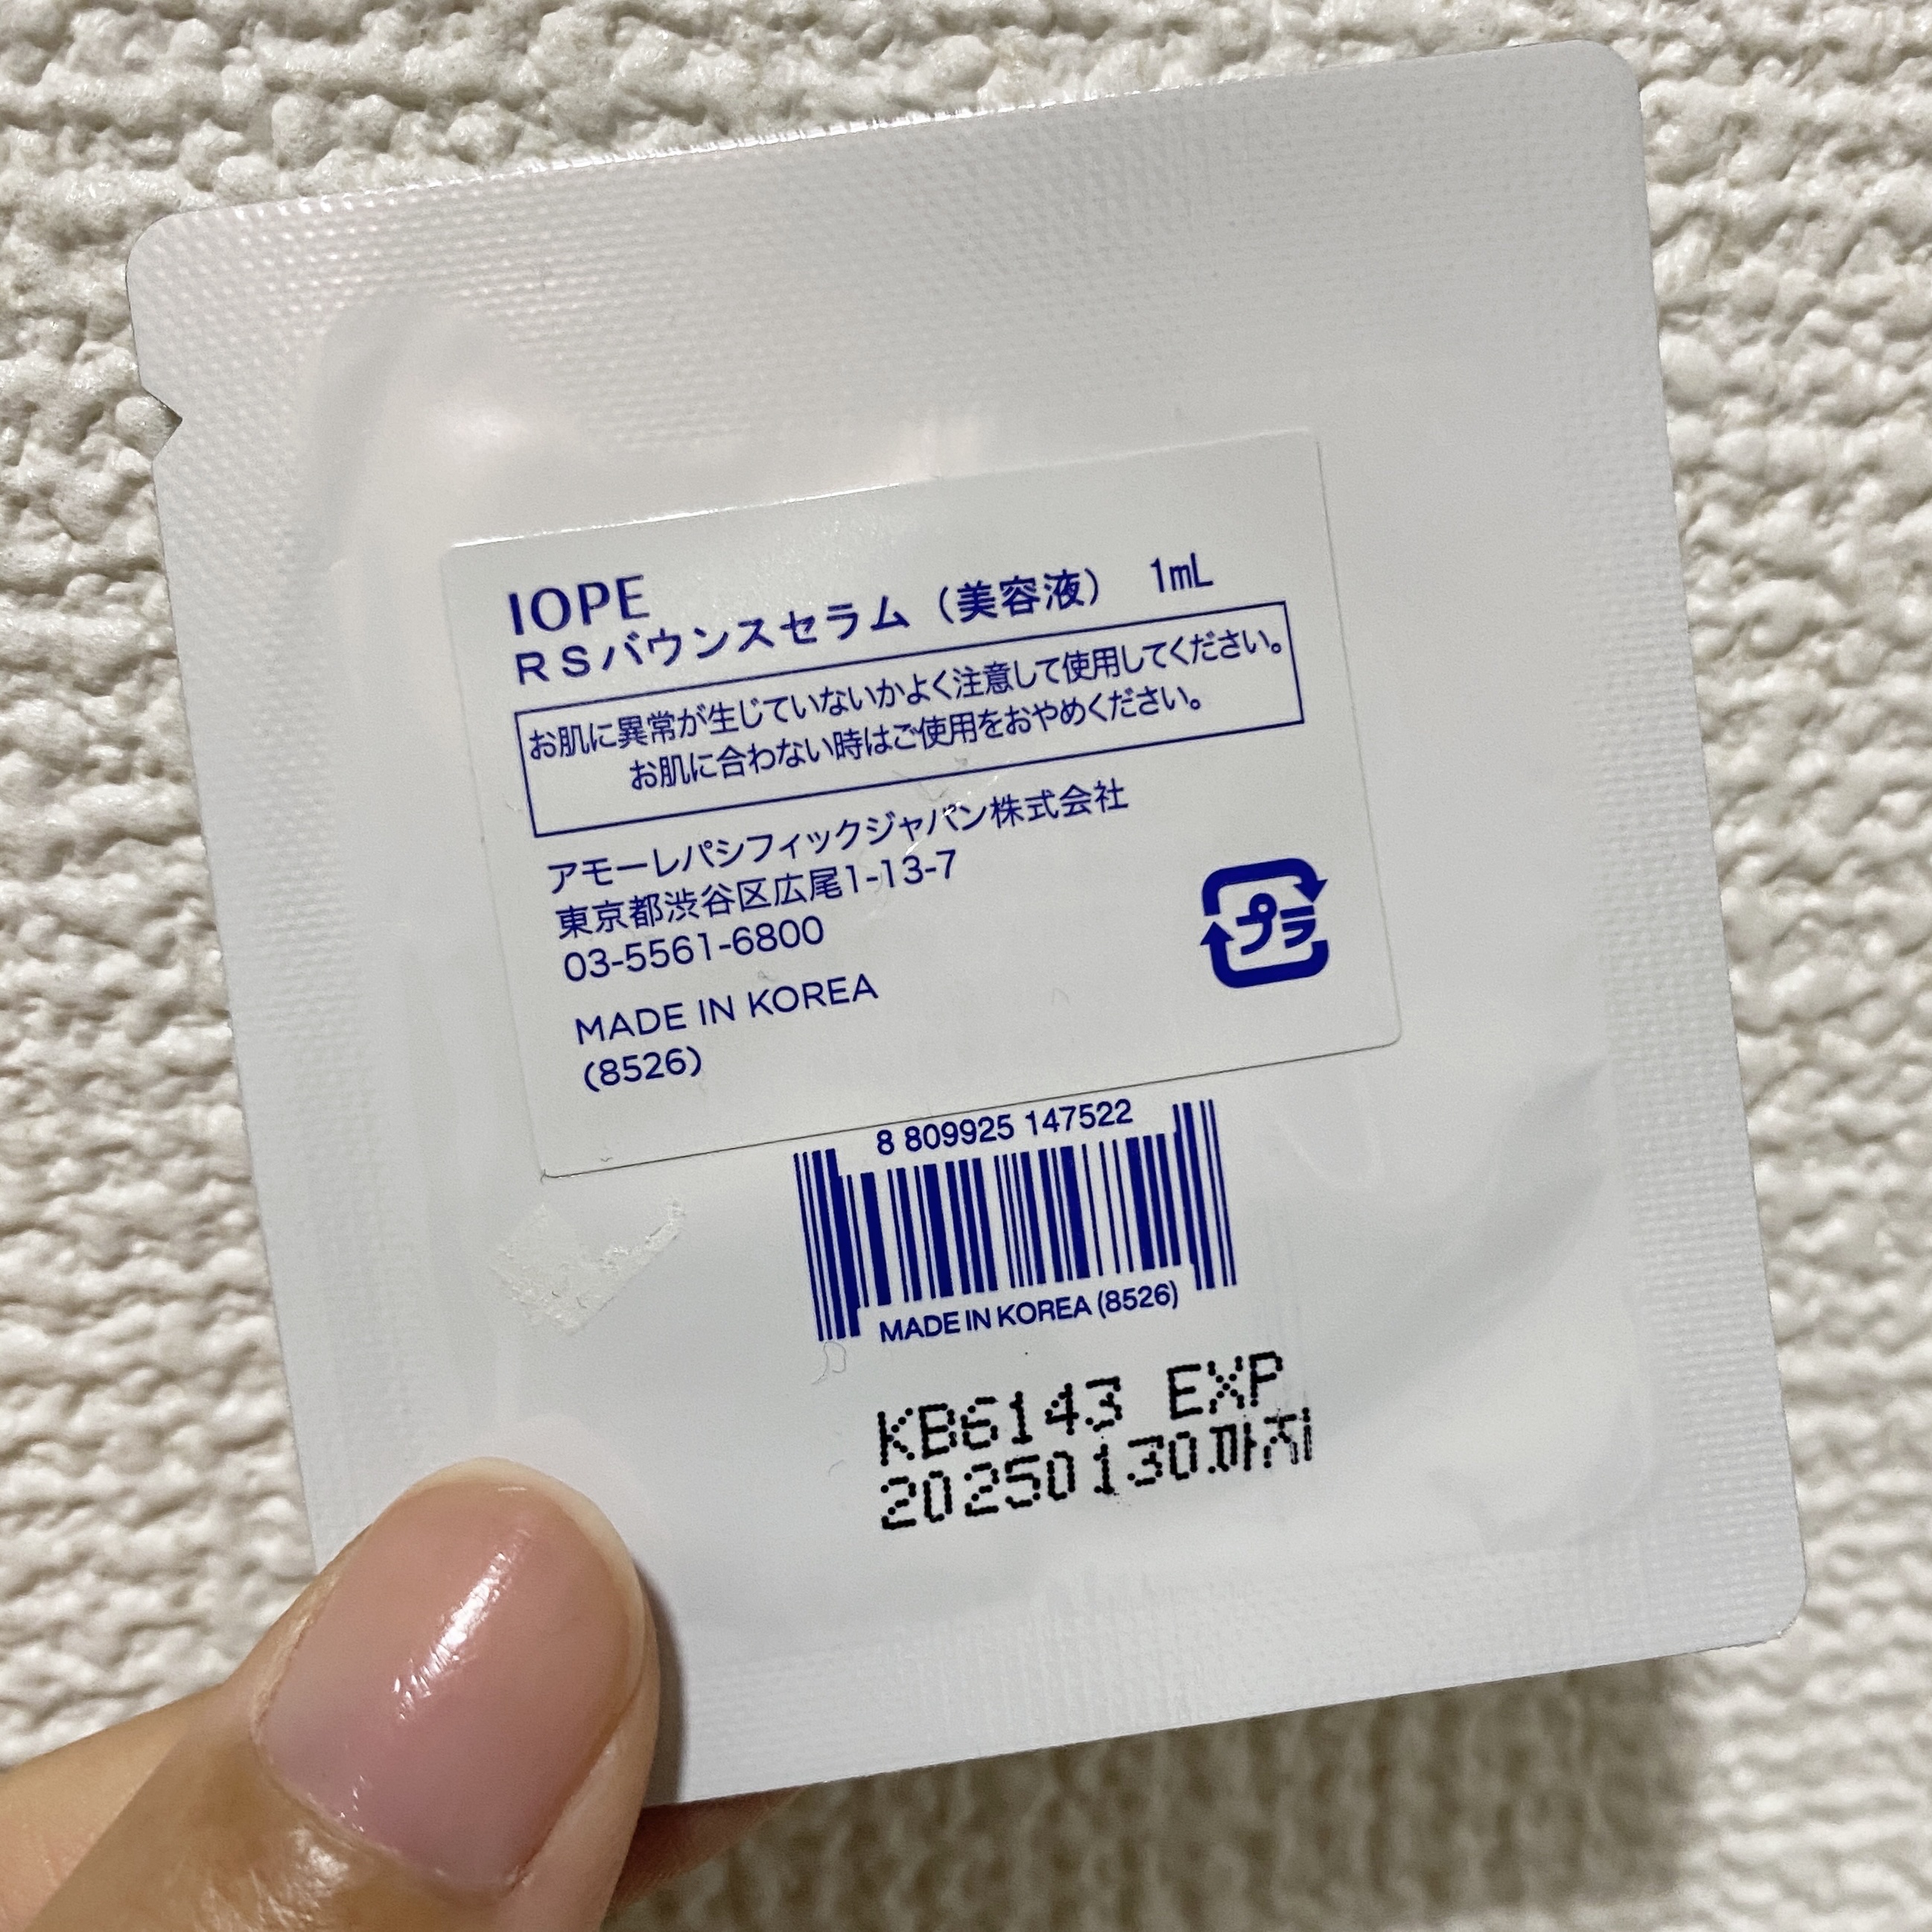 IOPE
RSバウンスセラム（美容液） 1mL
お肌に異常が生じていないかよく注意して使用してください。
お肌に合わない時はご使用をおやめください。
アモーレパシフィックジャパン株式会社
東京都渋谷区広尾1-13-7
03-5561-6800
プラ
MADE IN KOREA
(8526)
8 809925 147522
MADE IN KOREA (8526)
KB6143 EXP
20250130까지